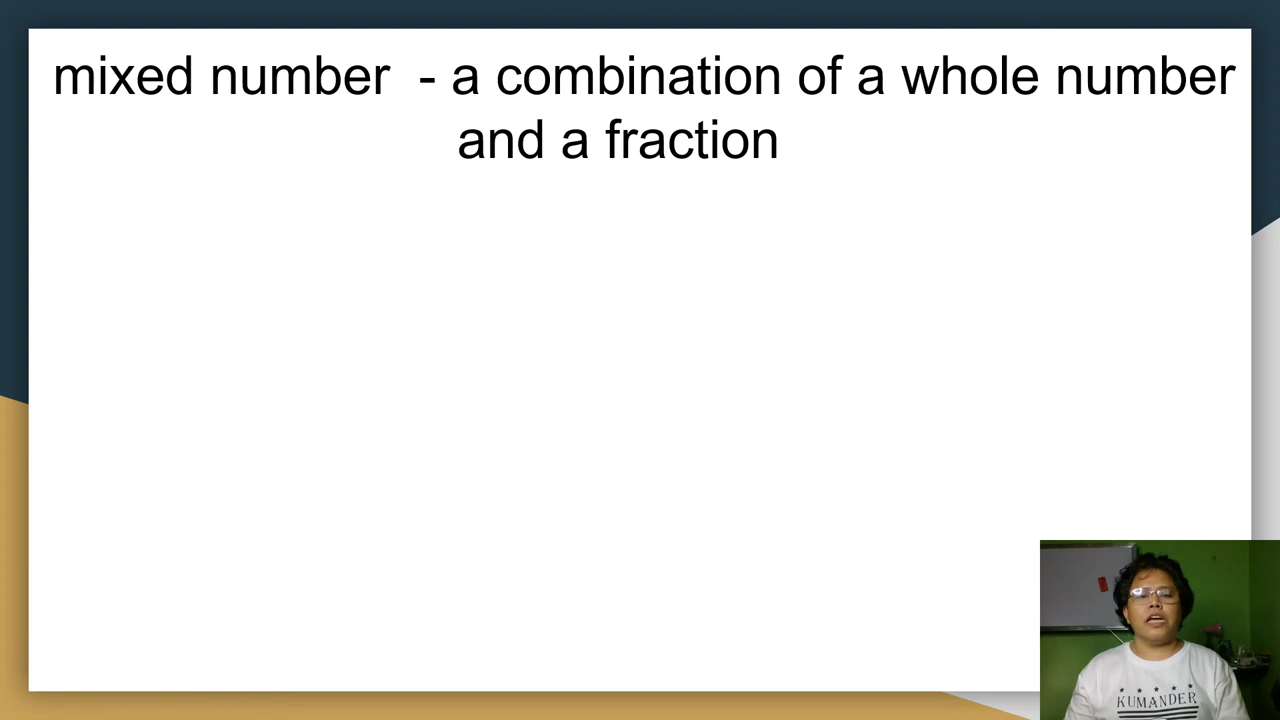 mixed number - a combination of a whole number
and a fraction
KUMANDER